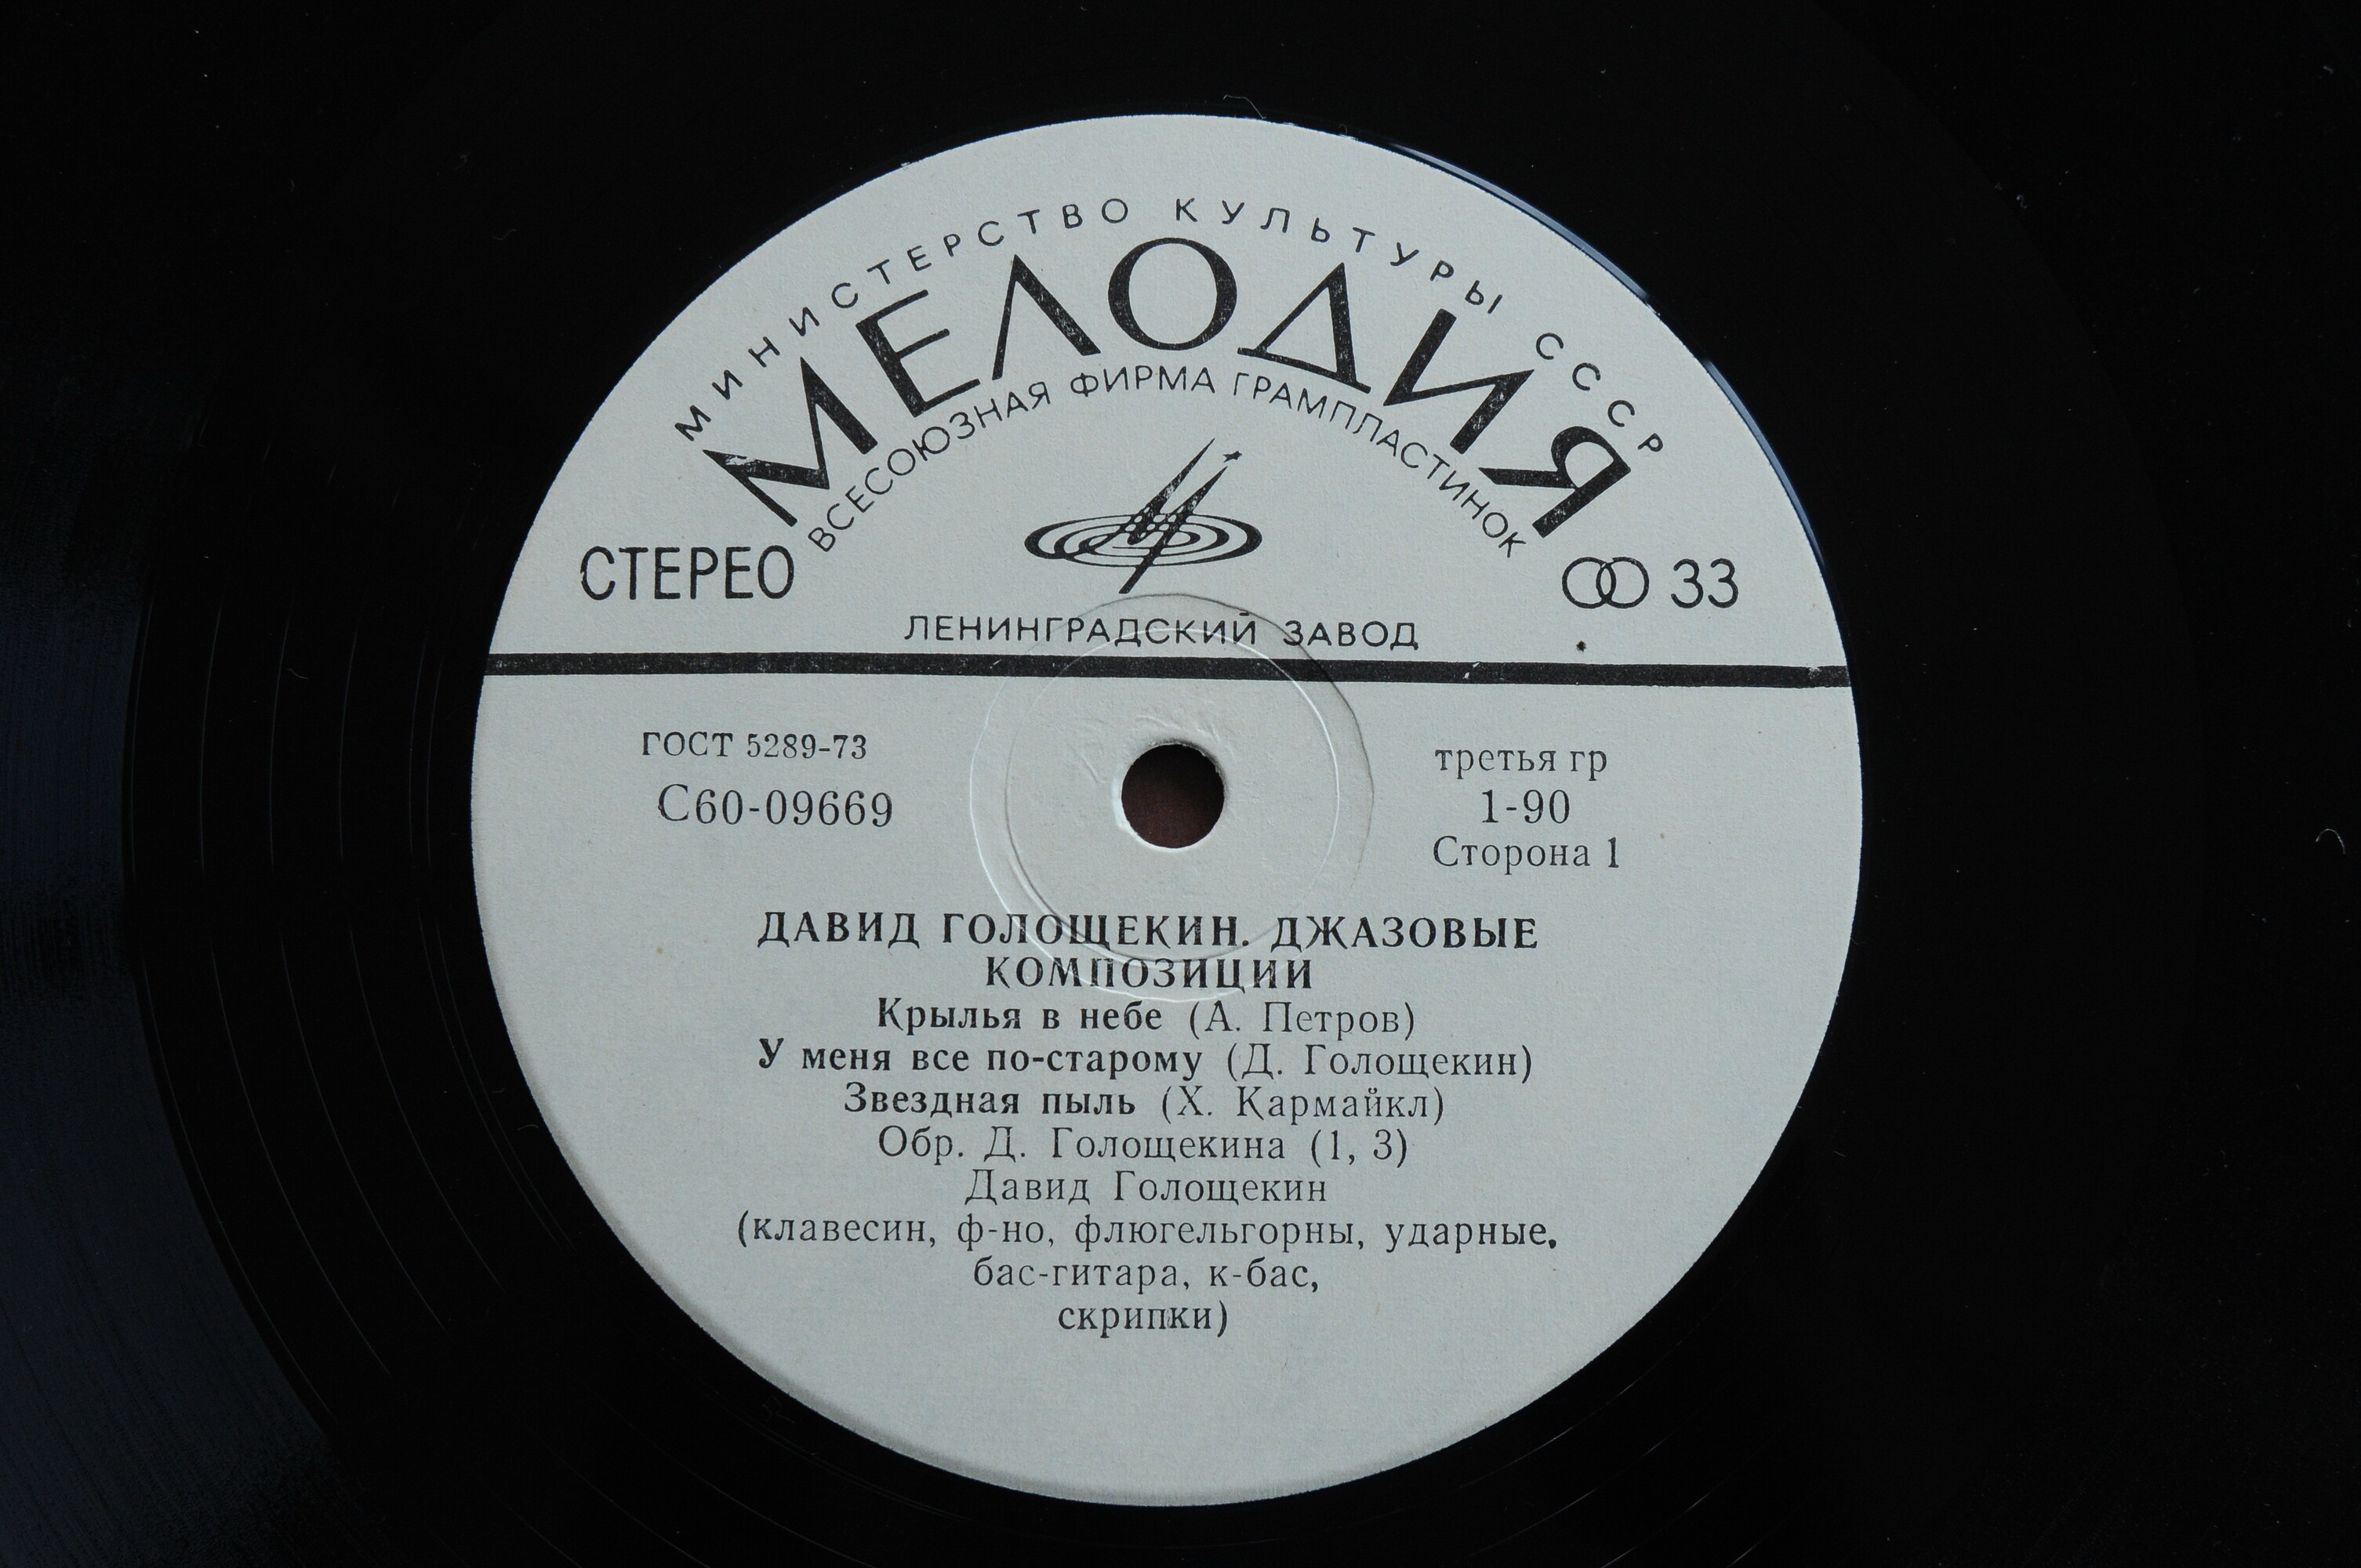 МИНИСТЕРСТВО КУЛЬТУРЫ СССР
МЕЛОДИЯ
ВСЕСОЮЗНАЯ ФИРМА ГРАМПЛАСТИНОК
СТЕРЕО
33
ЛЕНИНГРАДСКИЙ ЗАВОД
ГОСТ 5289-73
третья гр
С60-09669
1-90
Сторона 1
ДАВИД ГОЛОЩЕКИН. ДЖАЗОВЫЕ
КОМПОЗИЦИИ
Крылья в небе (А. Петров)
У меня все по-старому (Д. Голощекин)
Звездная пыль (Х. Кармайкл)
Обр. Д. Голощекина (1, 3)
Давид Голощекин
(клавесин, ф-но, флюгельгорны, ударные,
бас-гитара, к-бас,
скрипки)